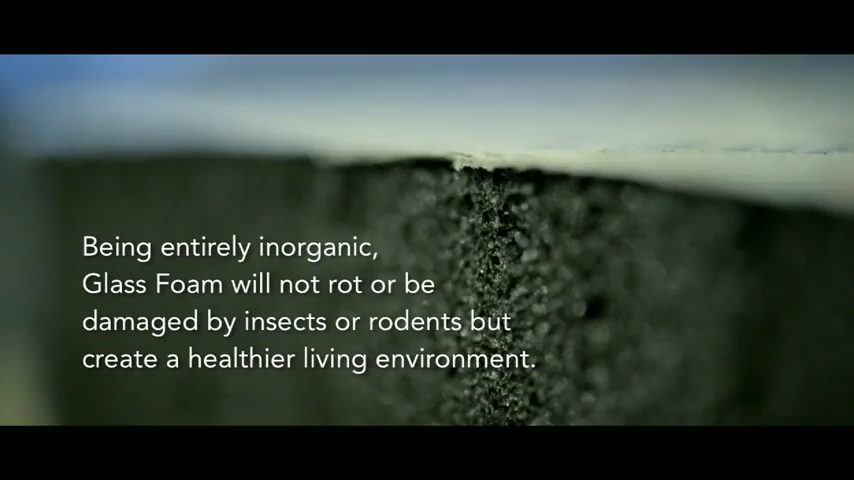 Being entirely inorganic,
Glass Foam will not rot or be
damaged by insects or rodents but
create a healthier living environment.